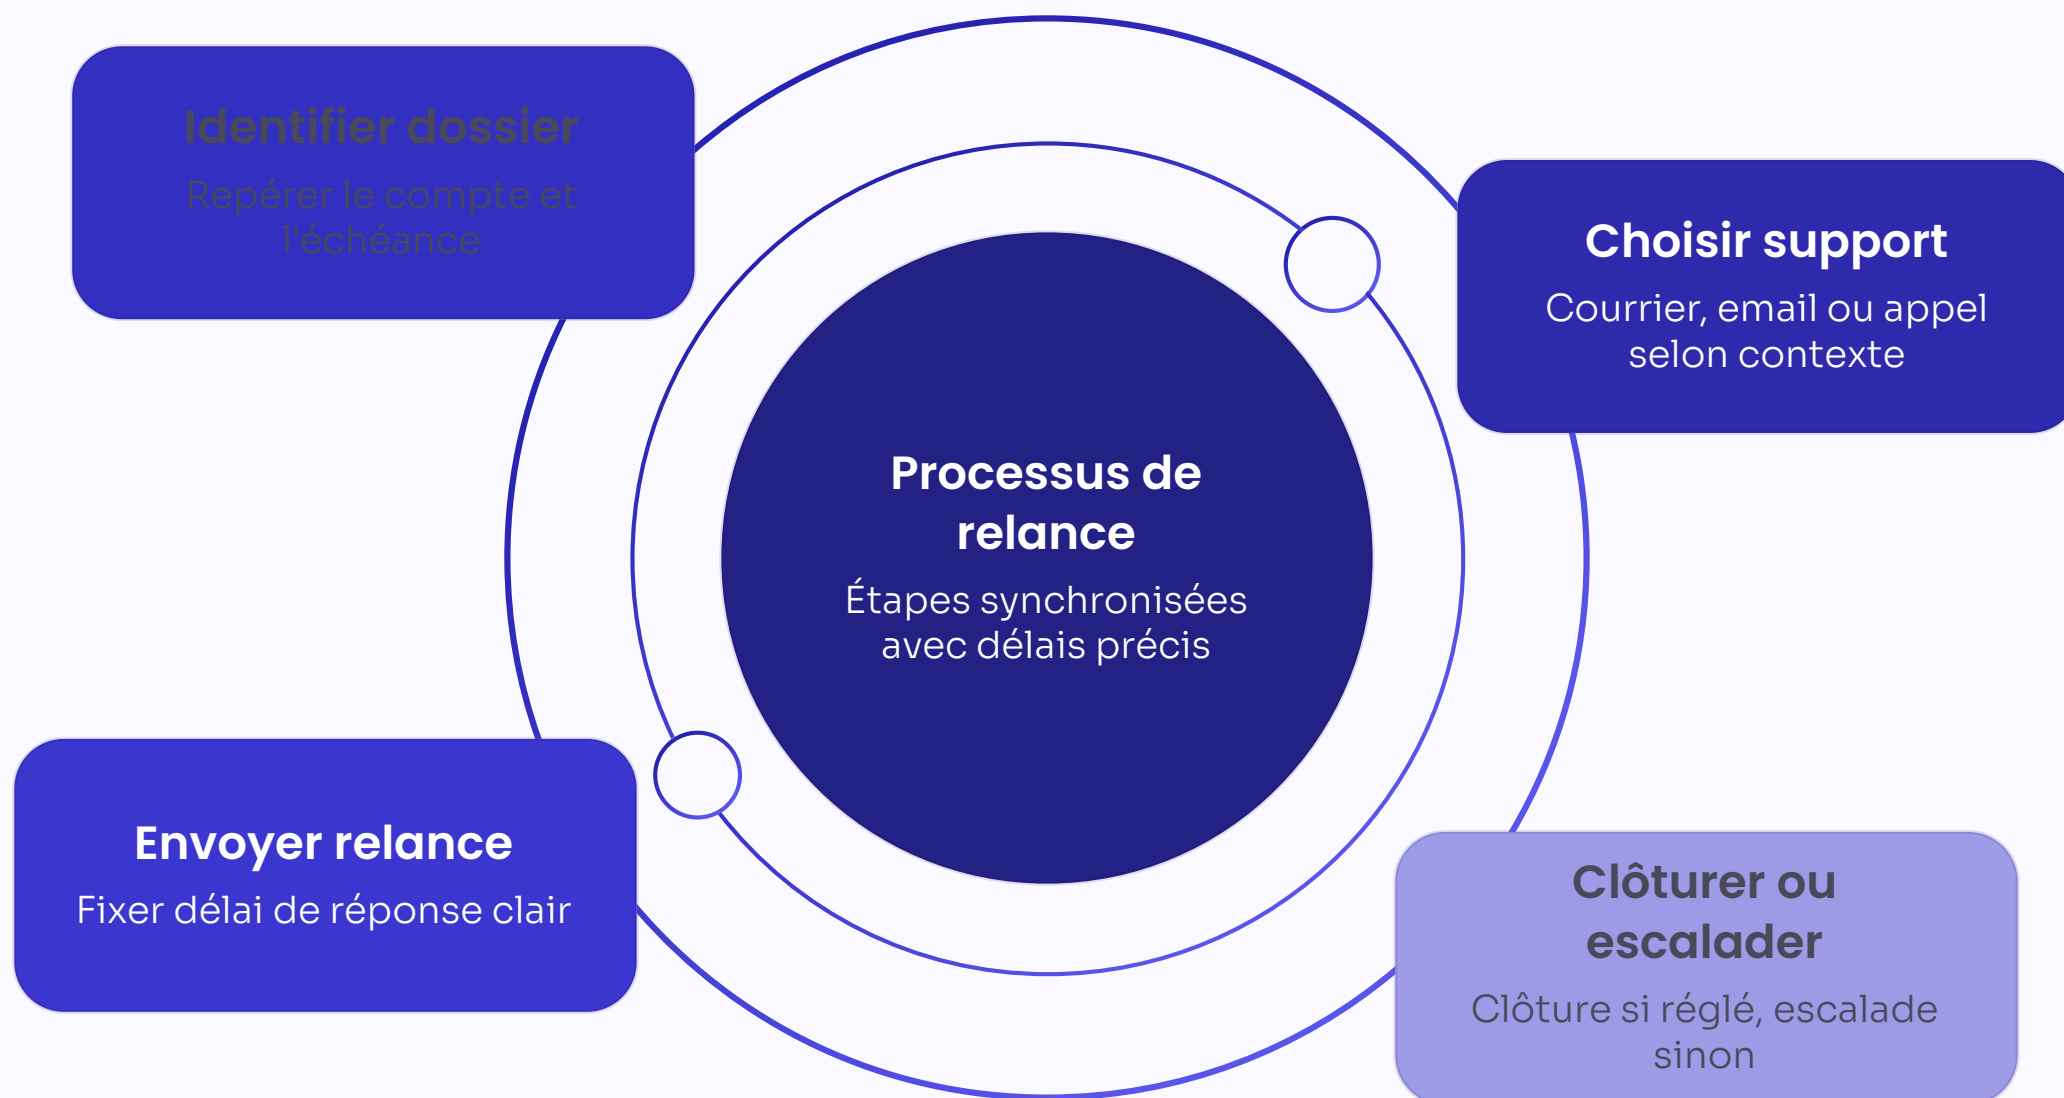 Identifier dossier
Repérer le compte et
l'échéance
Choisir support
Courrier, email ou appel
selon contexte
Processus de
relance
Étapes synchronisées
avec délais précis
Envoyer relance
Fixer délai de réponse clair
Clôturer ou
escalader
Clôture si réglé, escalade
sinon